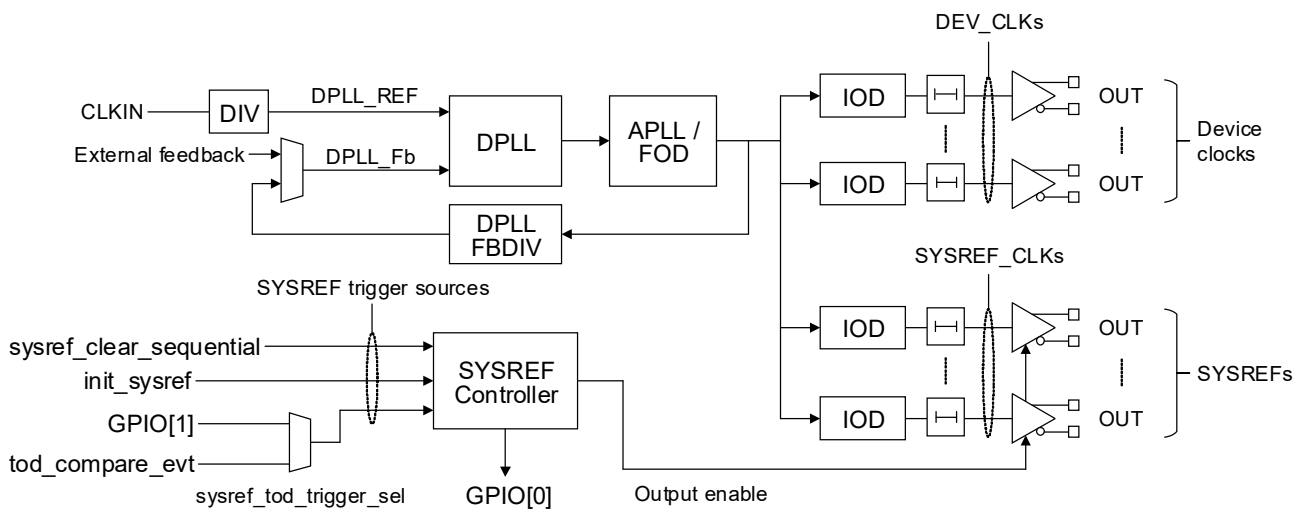 DEV_CLKs
CLKIN
DIV
DPLL_REF
External feedback
DPLL_Fb
DPLL
APLL /
FOD
DPLL
FBDIV
IOD
OUT
IOD
OUT
Device
clocks
SYSREF_CLKs
SYSREF trigger sources
sysref_clear_sequential
init_sysref
GPIO[1]
tod_compare_evt
sysref_tod_trigger_sel
SYSREF
Controller
GPIO[0]
Output enable
IOD
OUT
IOD
OUT
SYSREFs